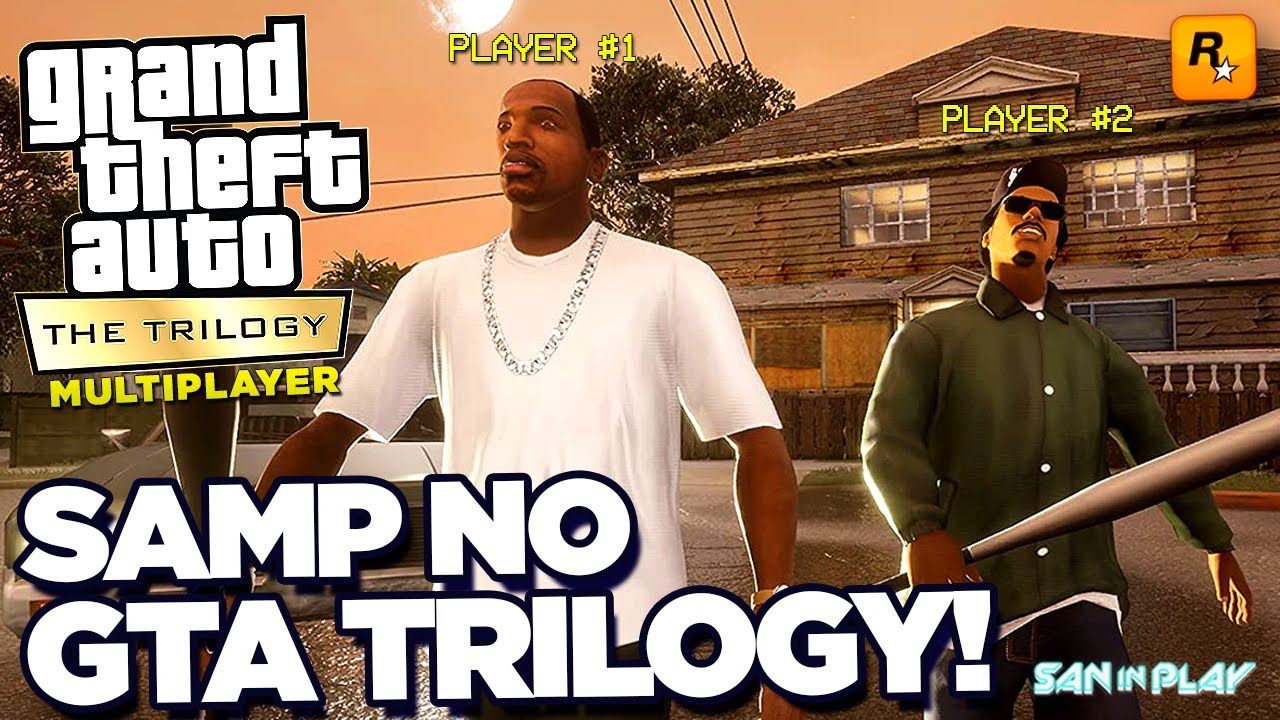 PLAYER #1
R
PLAYER #2
grand
theft
auto
THE TRILOGY
MULTIPLAYER
SAMP NO
GTA TRILOGY!
SAN IN PLAY